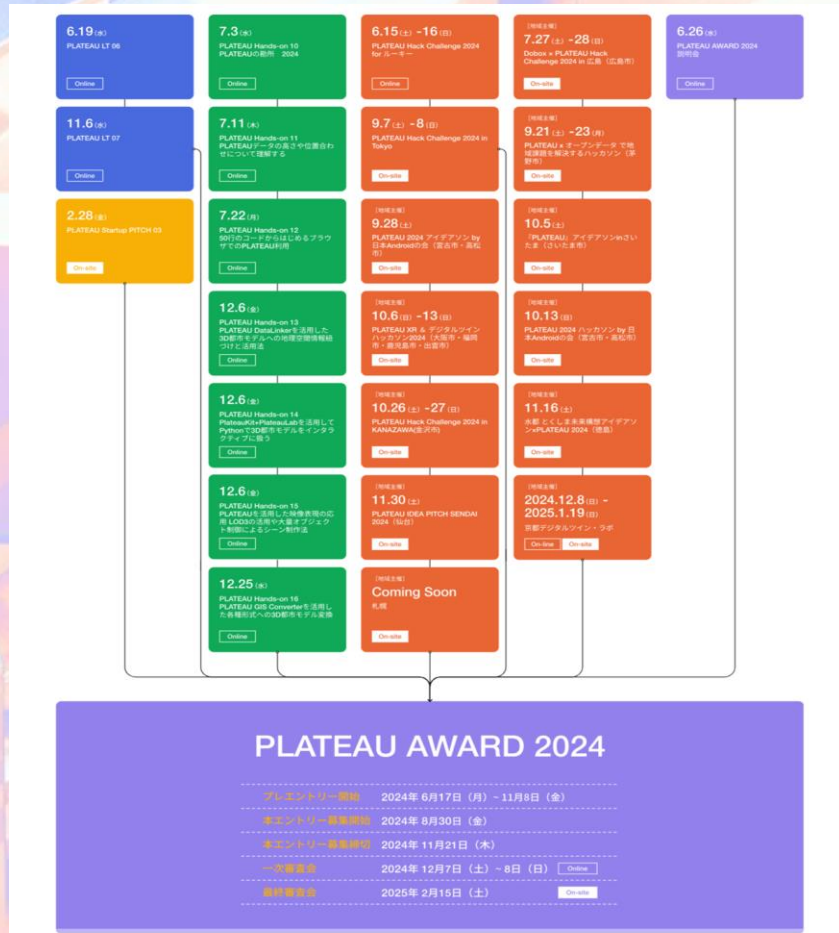 6.19(水)
PLATEAU LT 06
Online
11.6(水)
PLATEAU LT 07
Online
2.28(金)
PLATEAU Startup PITCH 03
On-site
7.3(水)
PLATEAU Hands-on 10
PLATEAUの勘所 2024
Online
7.11(木)
PLATEAU Hands-on 11
PLATEAUデータの高さや位置合わ
せについて理解する
Online
7.22(月)
PLATEAU Hands-on 12
50行のコードからはじめるブラウ
ザでのPLATEAU利用
Online
12.6(金)
PLATEAU Hands-on 13
PLATEAU DataLinkerを活用した
3D都市モデルへの地理空間情報紐
づけと活用法
Online
12.6(金)
PLATEAU Hands-on 14
PlateauKit+PlateauLabを活用して
Pythonで3D都市モデルをインタラ
クティブに扱う
Online
12.6(金)
PLATEAU Hands-on 15
PLATEAUを活用した映像表現の応
用 LOD3の活用や大量オブジェク
ト制御によるシーン制作法
Online
12.25(水)
PLATEAU Hands-on 16
PLATEAU GIS Converterを活用し
た各種形式への3D都市モデル変換
Online
6.15(土) -16(日)
PLATEAU Hack Challenge 2024
for ルーキー
Online
9.7(土) -8(日)
PLATEAU Hack Challenge 2024 in
Tokyo
On-site
[地域主催]
9.28(土)
PLATEAU 2024 アイデアソン by
日本Androidの会(宮古市・高松
市)
On-site
[地域主催]
10.6(日) -13(日)
PLATEAU XR & デジタルツイン
ハッカソン2024(大阪市・福岡
市・鹿児島市・出雲市)
On-site
[地域主催]
10.26(土) -27(日)
PLATEAU Hack Challenge 2024 in
KANAZAWA(金沢市)
On-site
[地域主催]
11.30(土)
PLATEAU IDEA PITCH SENDAI
2024(仙台)
On-site
[地域主催]
Coming Soon
札幌
On-site
[地域主催]
7.27(土) -28(日)
Dobox × PLATEAU Hack
Challenge 2024 in 広島(広島市)
On-site
[地域主催]
9.21(土) -23(月)
PLATEAU × オープンデータ で地
域課題を解決するハッカソン(茅
野市)
On-site
[地域主催]
10.5(土)
「PLATEAU」アイデアソンinさい
たま(さいたま市)
On-site
[地域主催]
10.13(日)
PLATEAU 2024 ハッカソン by 日
本Androidの会(宮古市・高松市)
On-site
[地域主催]
11.16(土)
水都 とくしま未来構想アイデアソ
ン×PLATEAU 2024(徳島)
On-site
[地域主催]
2024.12.8(日) -
2025.1.19(日)
京都デジタルツイン・ラボ
On-line On-site
6.26(水)
PLATEAU AWARD 2024
説明会
Online
PLATEAU AWARD 2024
プレエントリー開始 2024年 6月17日(月)~11月8日(金)
本エントリー募集開始 2024年 8月30日(金)
本エントリー募集締切 2024年 11月21日(木)
一次審査会 2024年 12月7日(土)~8日(日) Online
最終審査会 2025年 2月15日(土) On-site